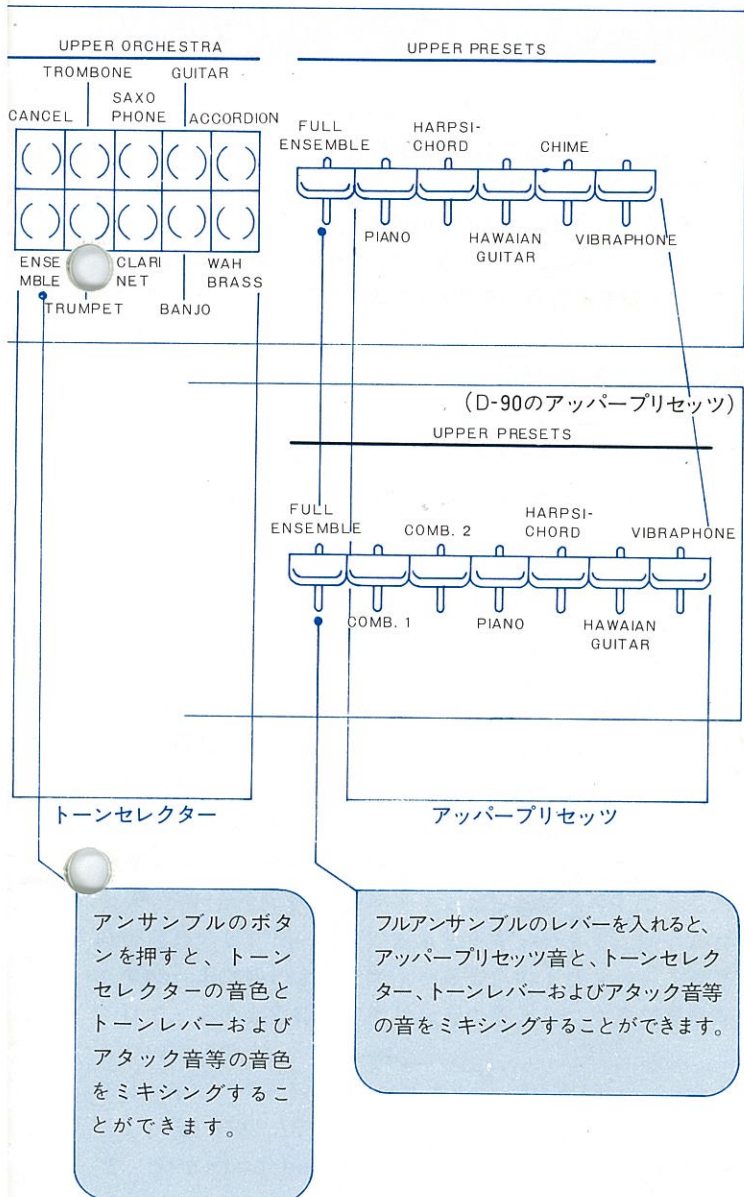 UPPER ORCHESTRA
TROMBONE GUITAR
CANCEL SAXO PHONE ACCORDION
ENSE MBLE CLARI NET WAH BRASS
TRUMPET BANJO
UPPER PRESETS
FULL ENSEMBLE HARPSI- CHORD CHIME
PIANO HAWAIAN GUITAR VIBRAPHONE
(D-90のアッパープリセッツ)
UPPER PRESETS
FULL ENSEMBLE COMB. 2 HARPSI- CHORD VIBRAPHONE
COMB. 1 PIANO HAWAIAN GUITAR
トーンセレクター
アッパープリセッツ
アンサンブルのボタ
ンを押すと、トーン
セレクターの音色と
トーンレバーおよび
アタック音等の音色
をミキシングするこ
とができます。
フルアンサンブルのレバーを入れると、
アッパープリセッツ音と、トーンセレク
ター、トーンレバーおよびアタック音等
の音をミキシングすることができます。